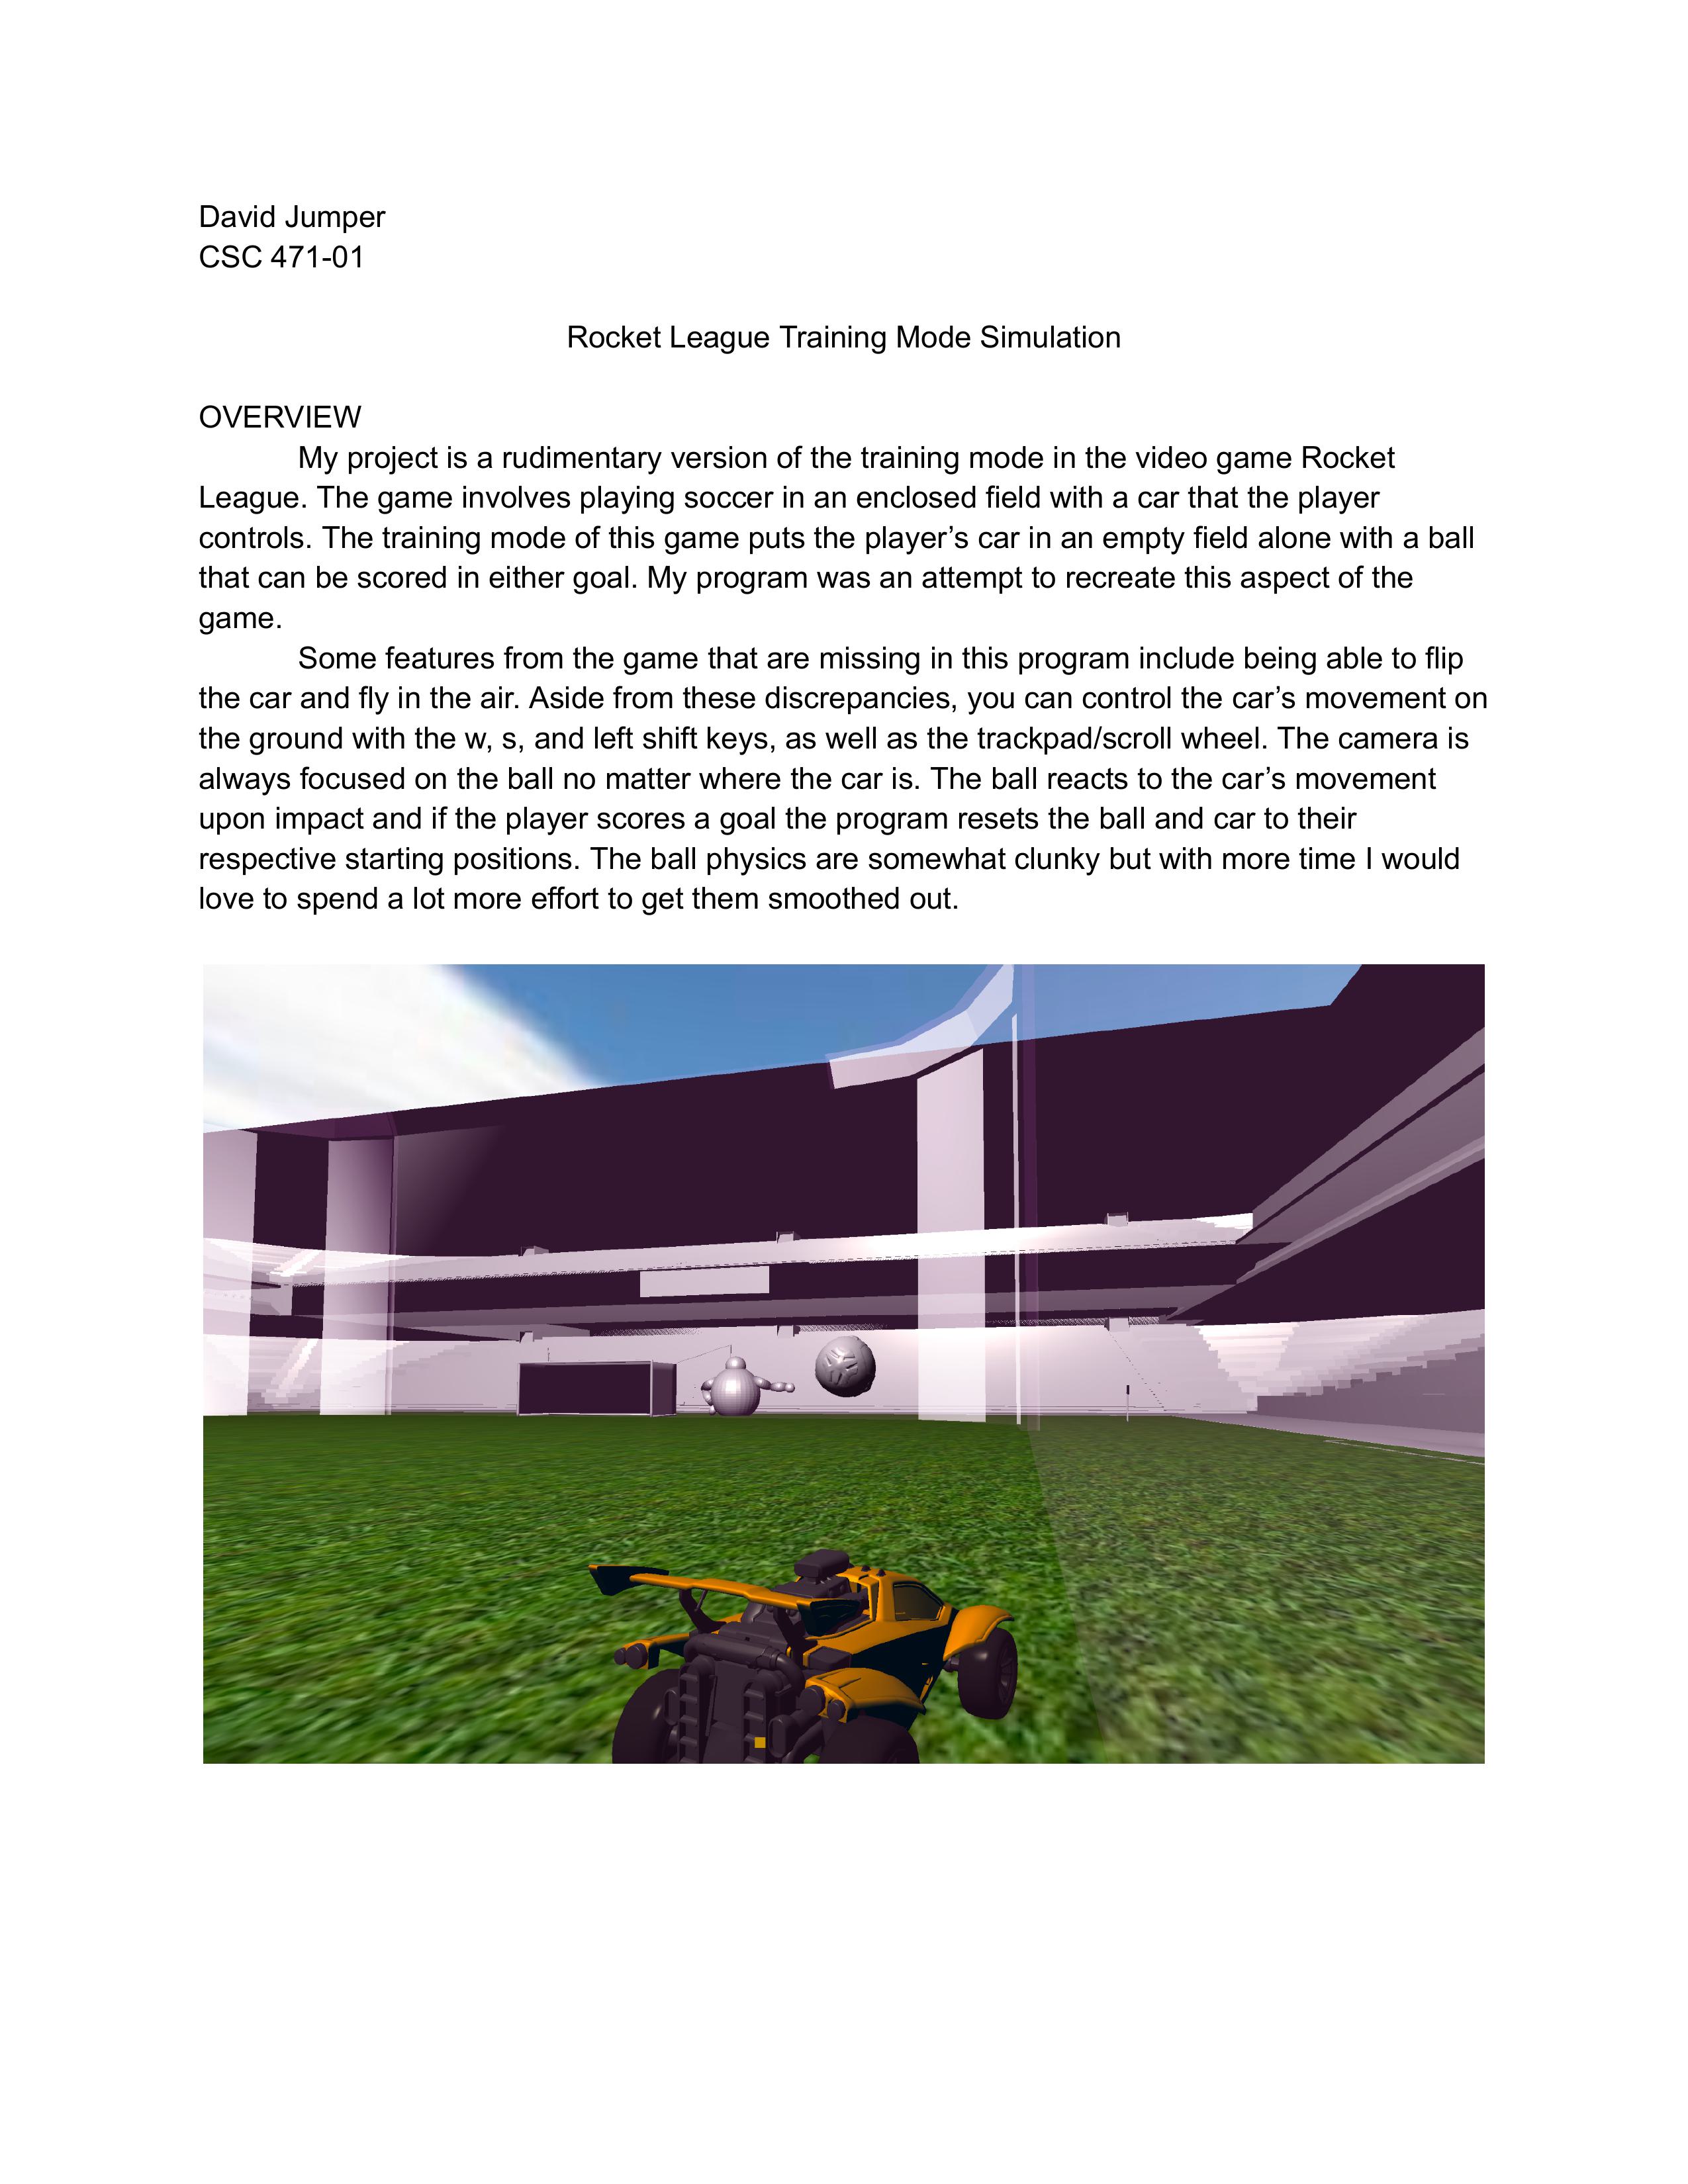 David Jumper
CSC 471-01
Rocket League Training Mode Simulation
OVERVIEW
My project is a rudimentary version of the training mode in the video game Rocket
League. The game involves playing soccer in an enclosed field with a car that the player
controls. The training mode of this game puts the player’s car in an empty field alone with a ball
that can be scored in either goal. My program was an attempt to recreate this aspect of the
game.
Some features from the game that are missing in this program include being able to flip
the car and fly in the air. Aside from these discrepancies, you can control the car’s movement on
the ground with the w, s, and left shift keys, as well as the trackpad/scroll wheel. The camera is
always focused on the ball no matter where the car is. The ball reacts to the car’s movement
upon impact and if the player scores a goal the program resets the ball and car to their
respective starting positions. The ball physics are somewhat clunky but with more time I would
love to spend a lot more effort to get them smoothed out.